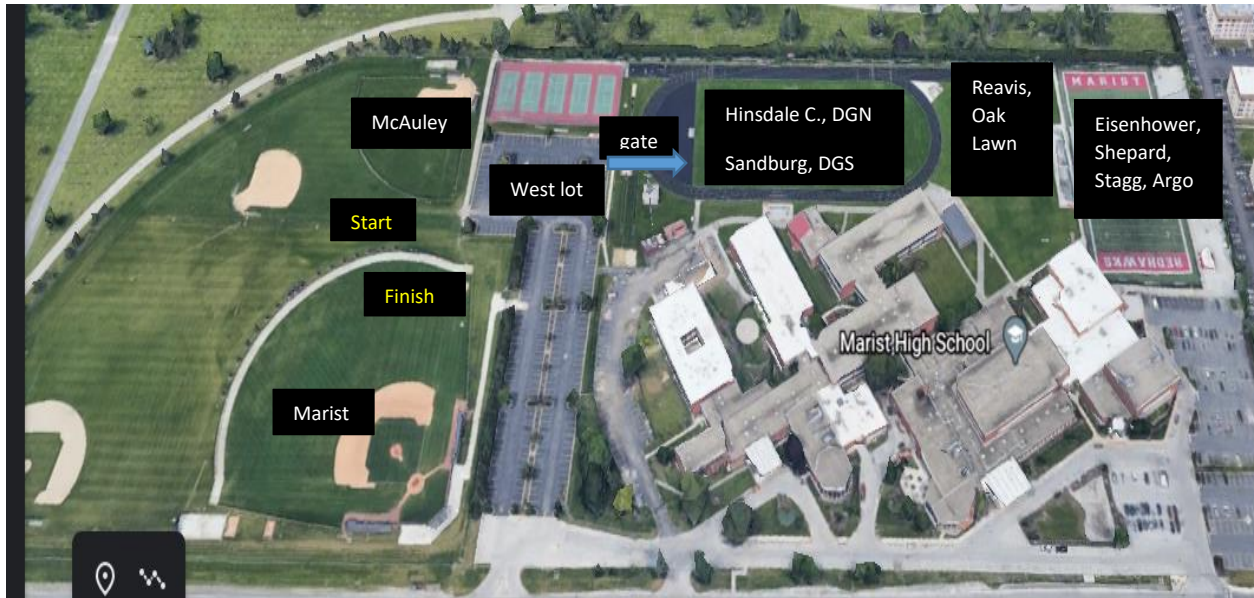 McAuley
gate
West lot
Hinsdale C., DGN
Sandburg, DGS
Reavis,
Oak
Lawn
MARIST
Eisenhower,
Shepard,
Stagg, Argo
Start
Finish
REDHAWKS
Marist High School
Marist